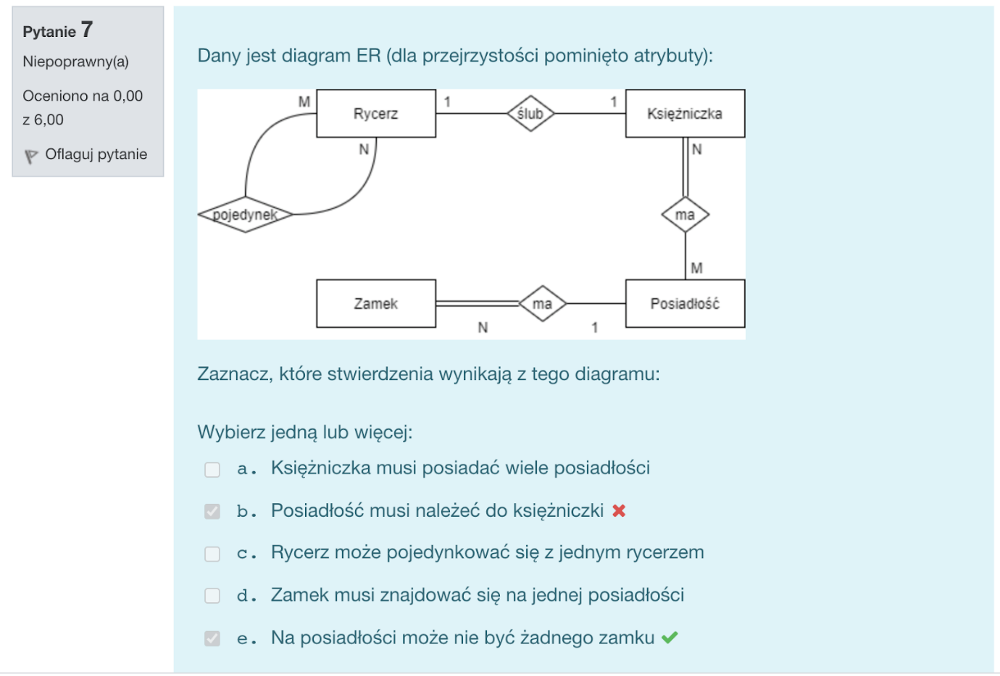 Pytanie 7
Niepoprawny(a)
Oceniono na 0,00
z 6,00
Oflaguj pytanie
Dany jest diagram ER (dla przejrzystości pominięto atrybuty):
M
Rycerz
1
ślub
1
Księżniczka
N
N
pojedynek
ma
M
Zamek
ma
Posiadłość
N
1
Zaznacz, które stwierdzenia wynikają z tego diagramu:
Wybierz jedną lub więcej:
a. Księżniczka musi posiadać wiele posiadłości
b. Posiadłość musi należeć do księżniczki
c. Rycerz może pojedynkować się z jednym rycerzem
d. Zamek musi znajdować się na jednej posiadłości
e. Na posiadłości może nie być żadnego zamku